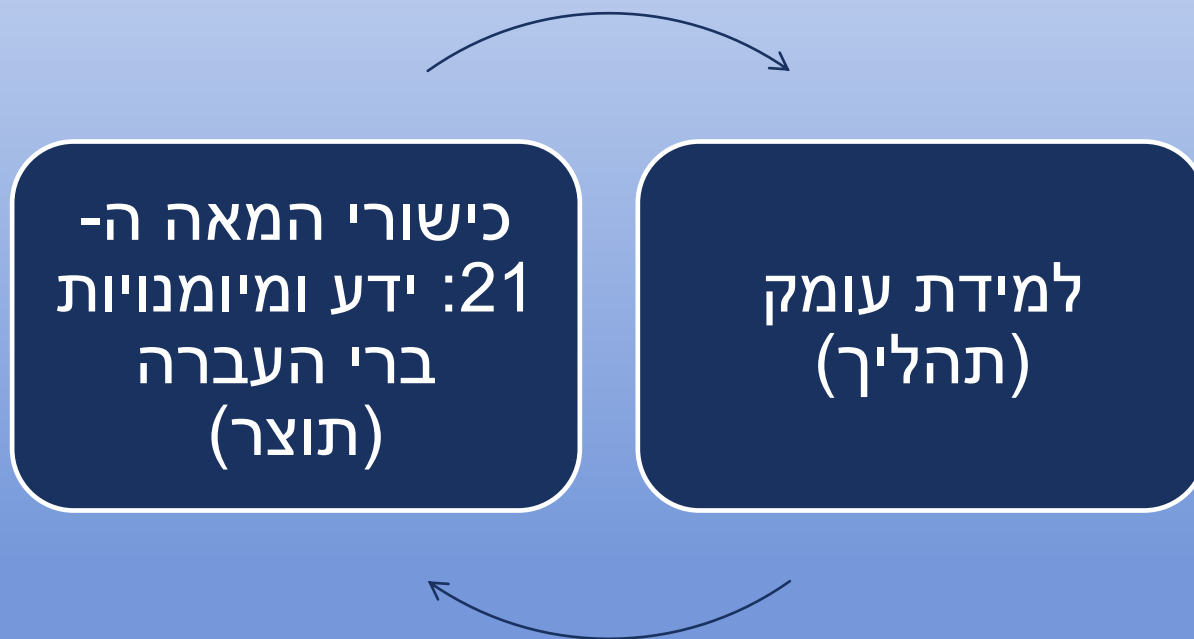 למידת עומק
(תהליך)
כישורי המאה ה-
21: ידע ומיומנויות
ברי העברה
(תוצר)